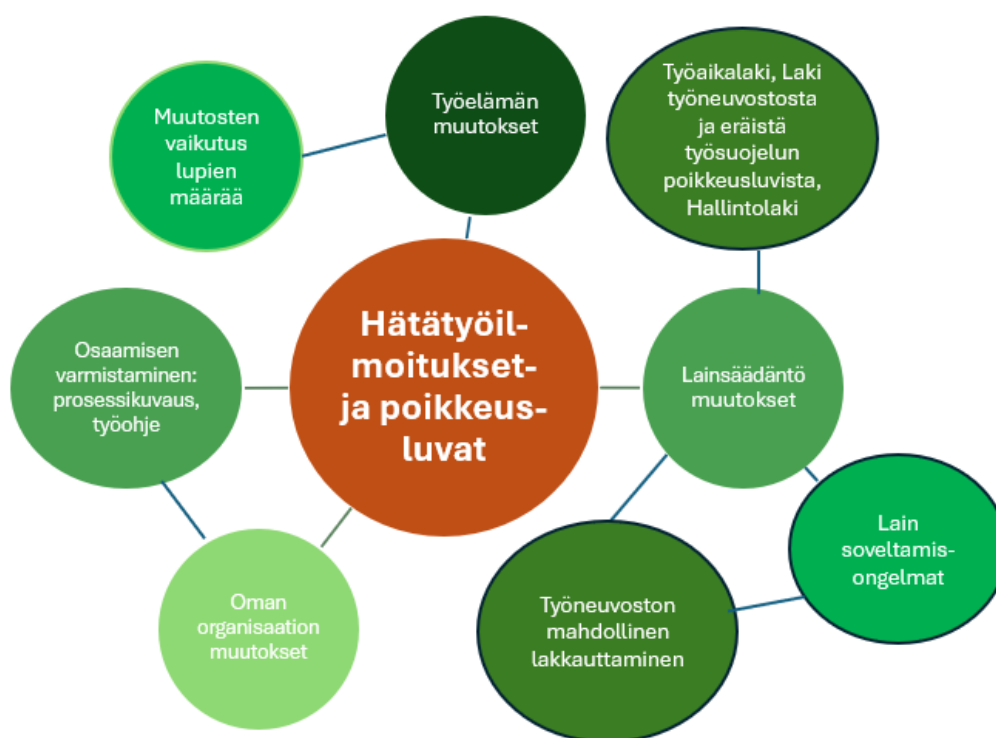 Työelämän
muutokset
Muutosten
vaikutus
lupien
määrää
Työaikalaki, Laki
työneuvostosta
ja eräistä
työsuojelun
poikkeusluvista,
Hallintolaki
Hätätyöil-
moitukset-
ja poikkeus-
luvat
Osaamisen
varmistaminen:
prosessikuvaus,
työohje
Lainsäädäntö
muutokset
Oman
organisaation
muutokset
Työneuvoston
mahdollinen
lakkauttaminen
Lain
soveltamis-
ongelmat